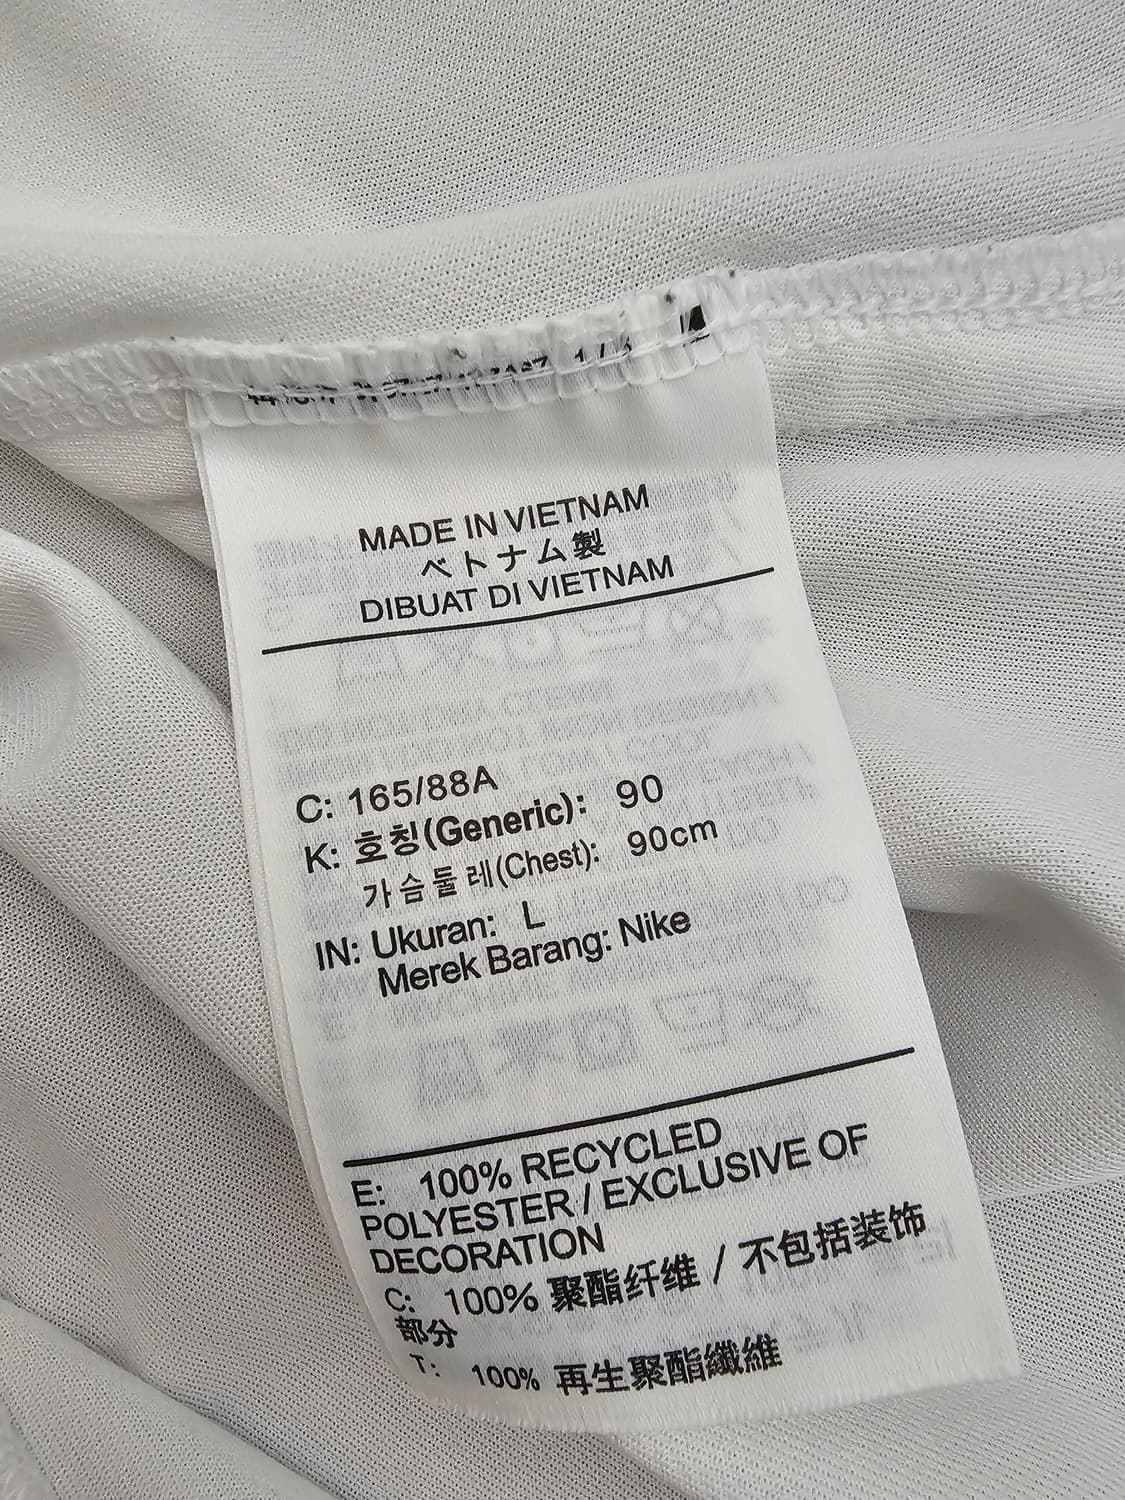 MADE IN VIETNAM
ベトナム製
DIBUAT DI VIETNAM
C: 165/88A
K: 호칭(Generic): 90
가슴둘레(Chest): 90cm
IN: Ukuran: L
Merek Barang: Nike
E: 100% RECYCLED
POLYESTER / EXCLUSIVE OF
DECORATION
C: 100% 聚酯纤维 / 不包括装饰
部分
T: 100% 再生聚酯纖維